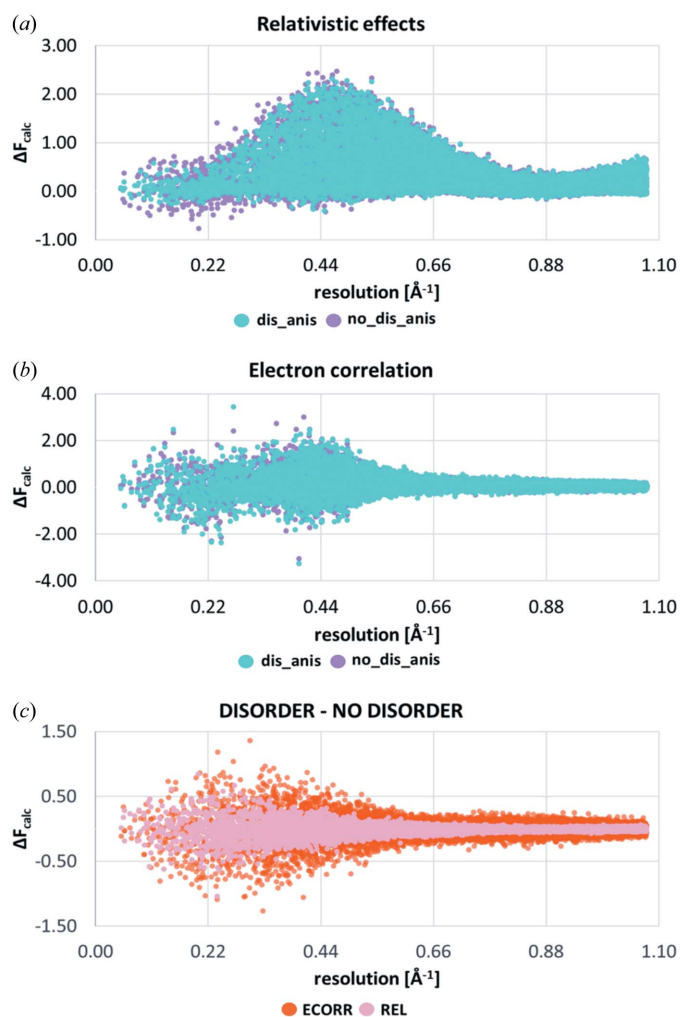 (a)
Relativistic effects
3.00
2.00
1.00
0.00
-1.00
ΔFcalc
0.00 0.22 0.44 0.66 0.88 1.10
resolution [Å-1]
dis_anis no_dis_anis
(b)
Electron correlation
4.00
2.00
0.00
-2.00
-4.00
ΔFcalc
0.00 0.22 0.44 0.66 0.88 1.10
resolution [Å-1]
dis_anis no_dis_anis
(c)
DISORDER - NO DISORDER
1.50
0.50
-0.50
-1.50
ΔFcalc
0.00 0.22 0.44 0.66 0.88 1.10
resolution [Å-1]
ECORR REL